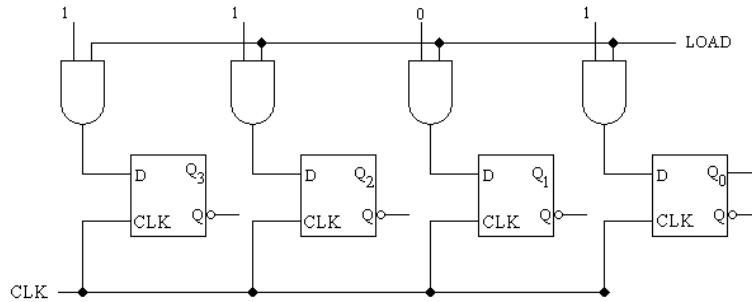 1 1 0 1
LOAD
D Q3 D Q2 D Q1 D Q0
CLK Q CLK Q CLK Q CLK Q
CLK